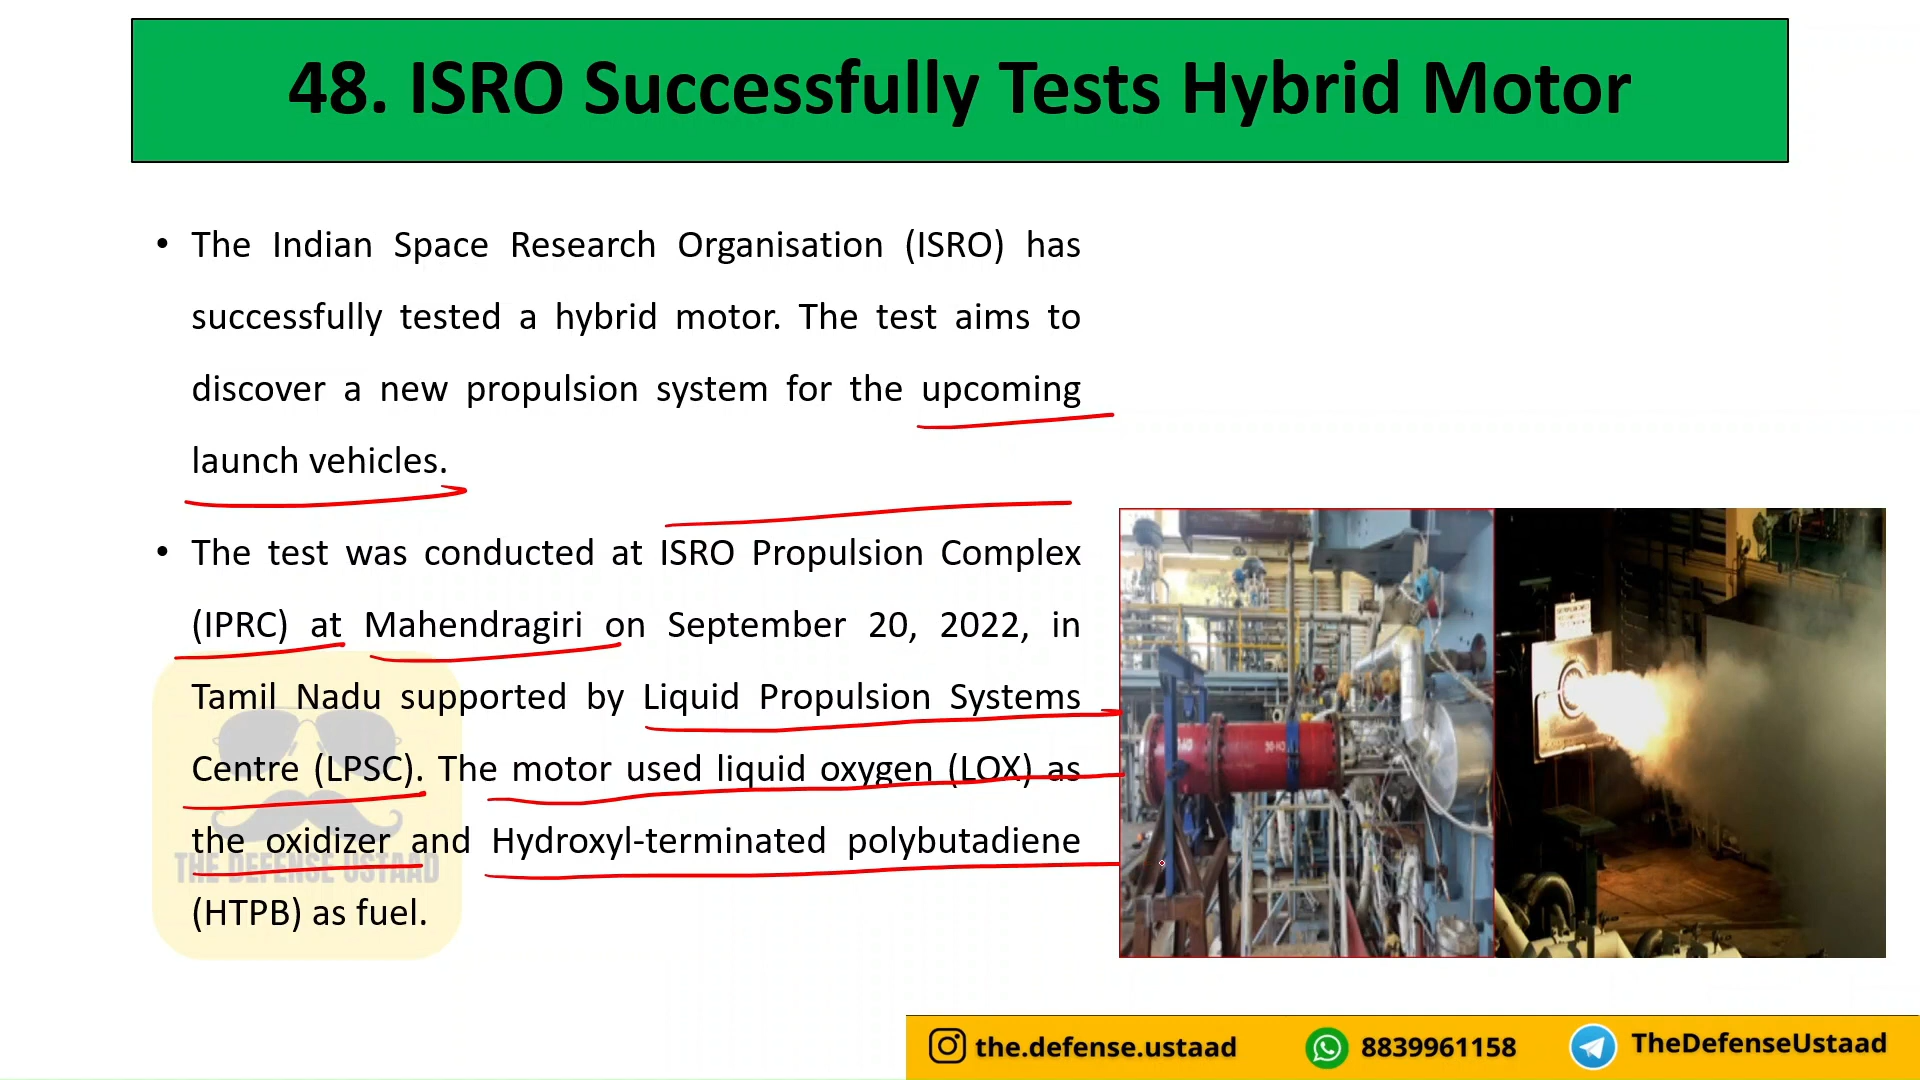 48. ISRO Successfully Tests Hybrid Motor
• The Indian Space Research Organisation (ISRO) has
successfully tested a hybrid motor. The test aims to
discover a new propulsion system for the upcoming
launch vehicles.
• The test was conducted at ISRO Propulsion Complex
(IPRC) at Mahendragiri on September 20, 2022, in
Tamil Nadu supported by Liquid Propulsion Systems
Centre (LPSC). The motor used liquid oxygen (LOX) as
the oxidizer and Hydroxyl-terminated polybutadiene
(HTPB) as fuel.
THE DEFENSE USTAAD
the.defense.ustaad
8839961158
TheDefenseUstaad